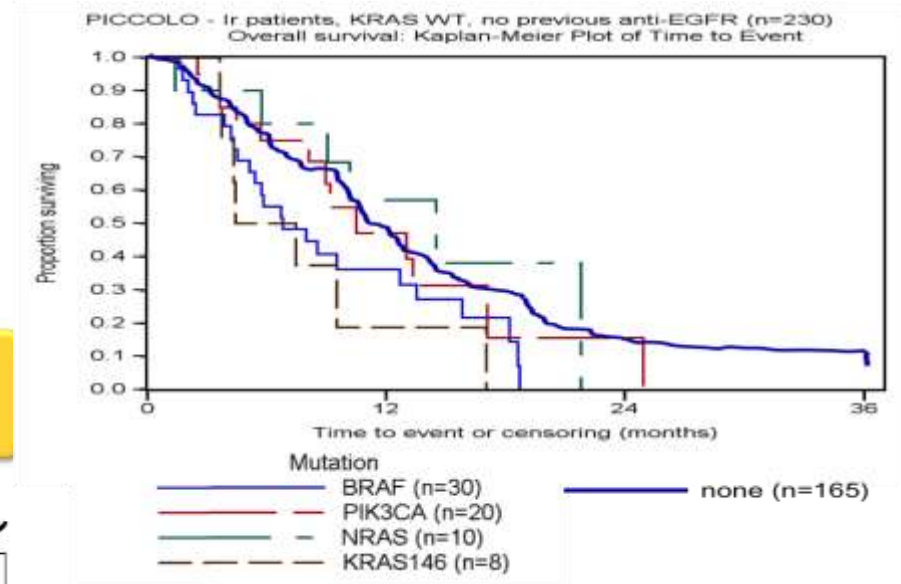 PICCOLO - Ir patients, KRAS WT, no previous anti-EGFR (n=230)
Overall survival: Kaplan-Meier Plot of Time to Event
Proportion surviving
1.0
0.9
0.8
0.7
0.6
0.5
0.4
0.3
0.2
0.1
0.0
0 12 24 36
Time to event or censoring (months)
Mutation
BRAF (n=30)
none (n=165)
PIK3CA (n=20)
NRAS (n=10)
KRAS146 (n=8)